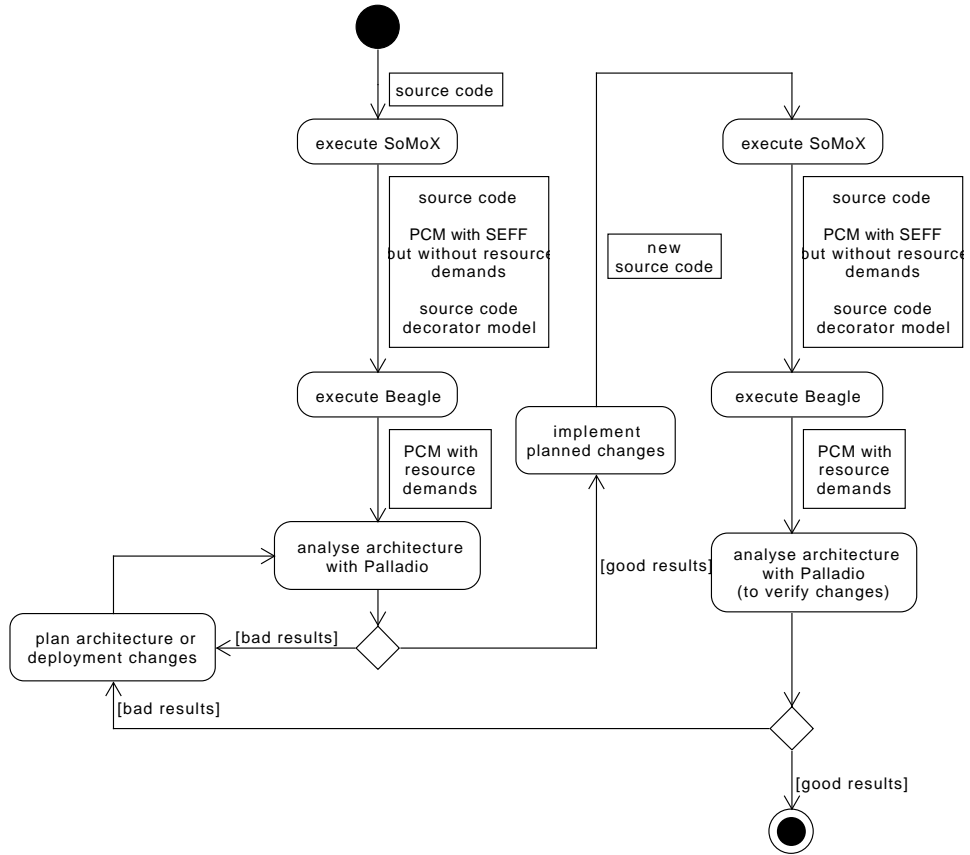 source code
execute SoMoX
source code
PCM with SEFF
but without resource
demands
source code
decorator model
execute Beagle
PCM with
resource
demands
analyse architecture
with Palladio
[bad results]
plan architecture or
deployment changes
[bad results]
[good results]
implement
planned changes
new
source code
execute SoMoX
source code
PCM with SEFF
but without resource
demands
source code
decorator model
execute Beagle
PCM with
resource
demands
analyse architecture
with Palladio
(to verify changes)
[good results]